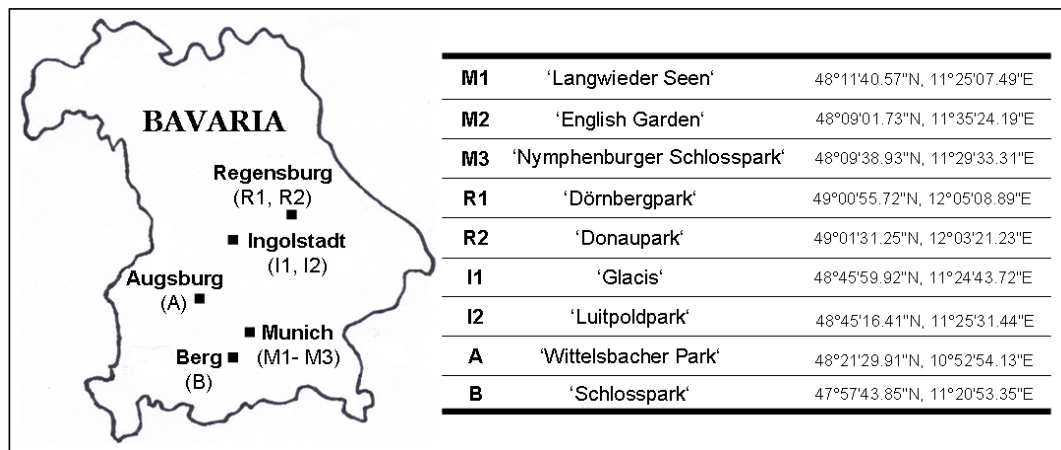 BAVARIA
Regensburg
(R1, R2)
Ingolstadt
(I1, I2)
Augsburg
(A)
Munich
(M1- M3)
Berg
(B)
M1 ‘Langwieder Seen‘ 48°11'40.57"N, 11°25'07.49"E
M2 ‘English Garden‘ 48°09'01.73"N, 11°35'24.19"E
M3 ‘Nymphenburger Schlosspark‘ 48°09'38.93"N, 11°29'33.31"E
R1 ‘Dörnbergpark‘ 49°00'55.72"N, 12°05'08.89"E
R2 ‘Donaupark‘ 49°01'31.25"N, 12°03'21.23"E
I1 ‘Glacis‘ 48°45'59.92"N, 11°24'43.72"E
I2 ‘Luitpoldpark‘ 48°45'16.41"N, 11°25'31.44"E
A ‘Wittelsbacher Park‘ 48°21'29.91"N, 10°52'54.13"E
B ‘Schlosspark‘ 47°57'43.85"N, 11°20'53.35"E